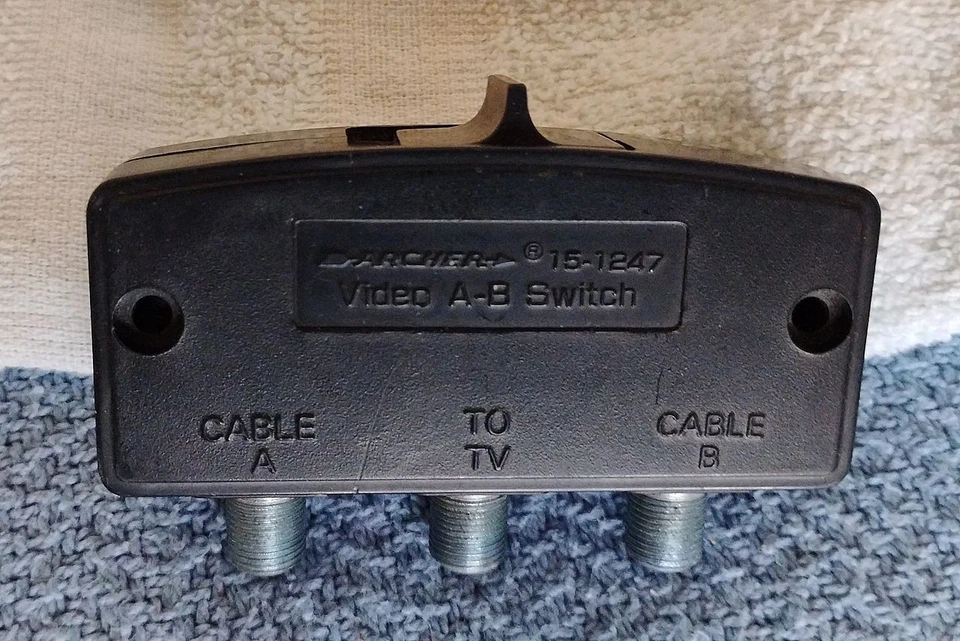 ARCHER ® 15-1247
Video A-B Switch
CABLE TO CABLE
A TV B